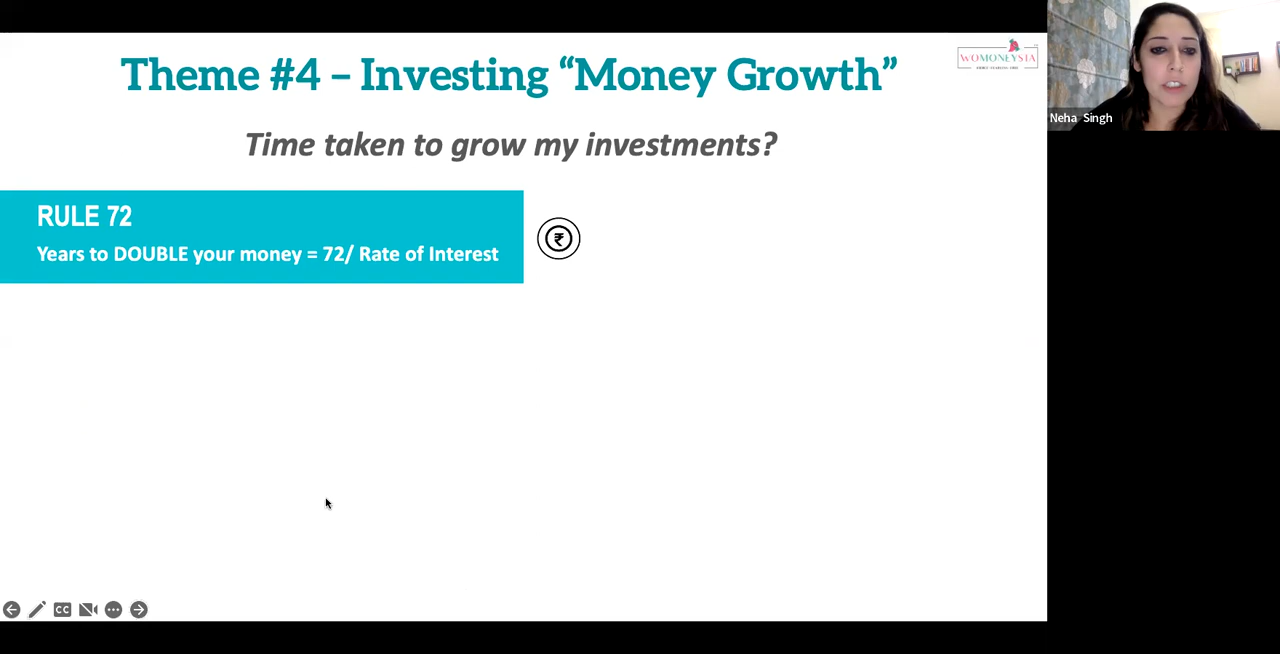 Theme #4 – Investing “Money Growth”
WOMONEYSTA
Neha Singh
Time taken to grow my investments?
RULE 72
Years to DOUBLE your money = 72/ Rate of Interest
₹
CC